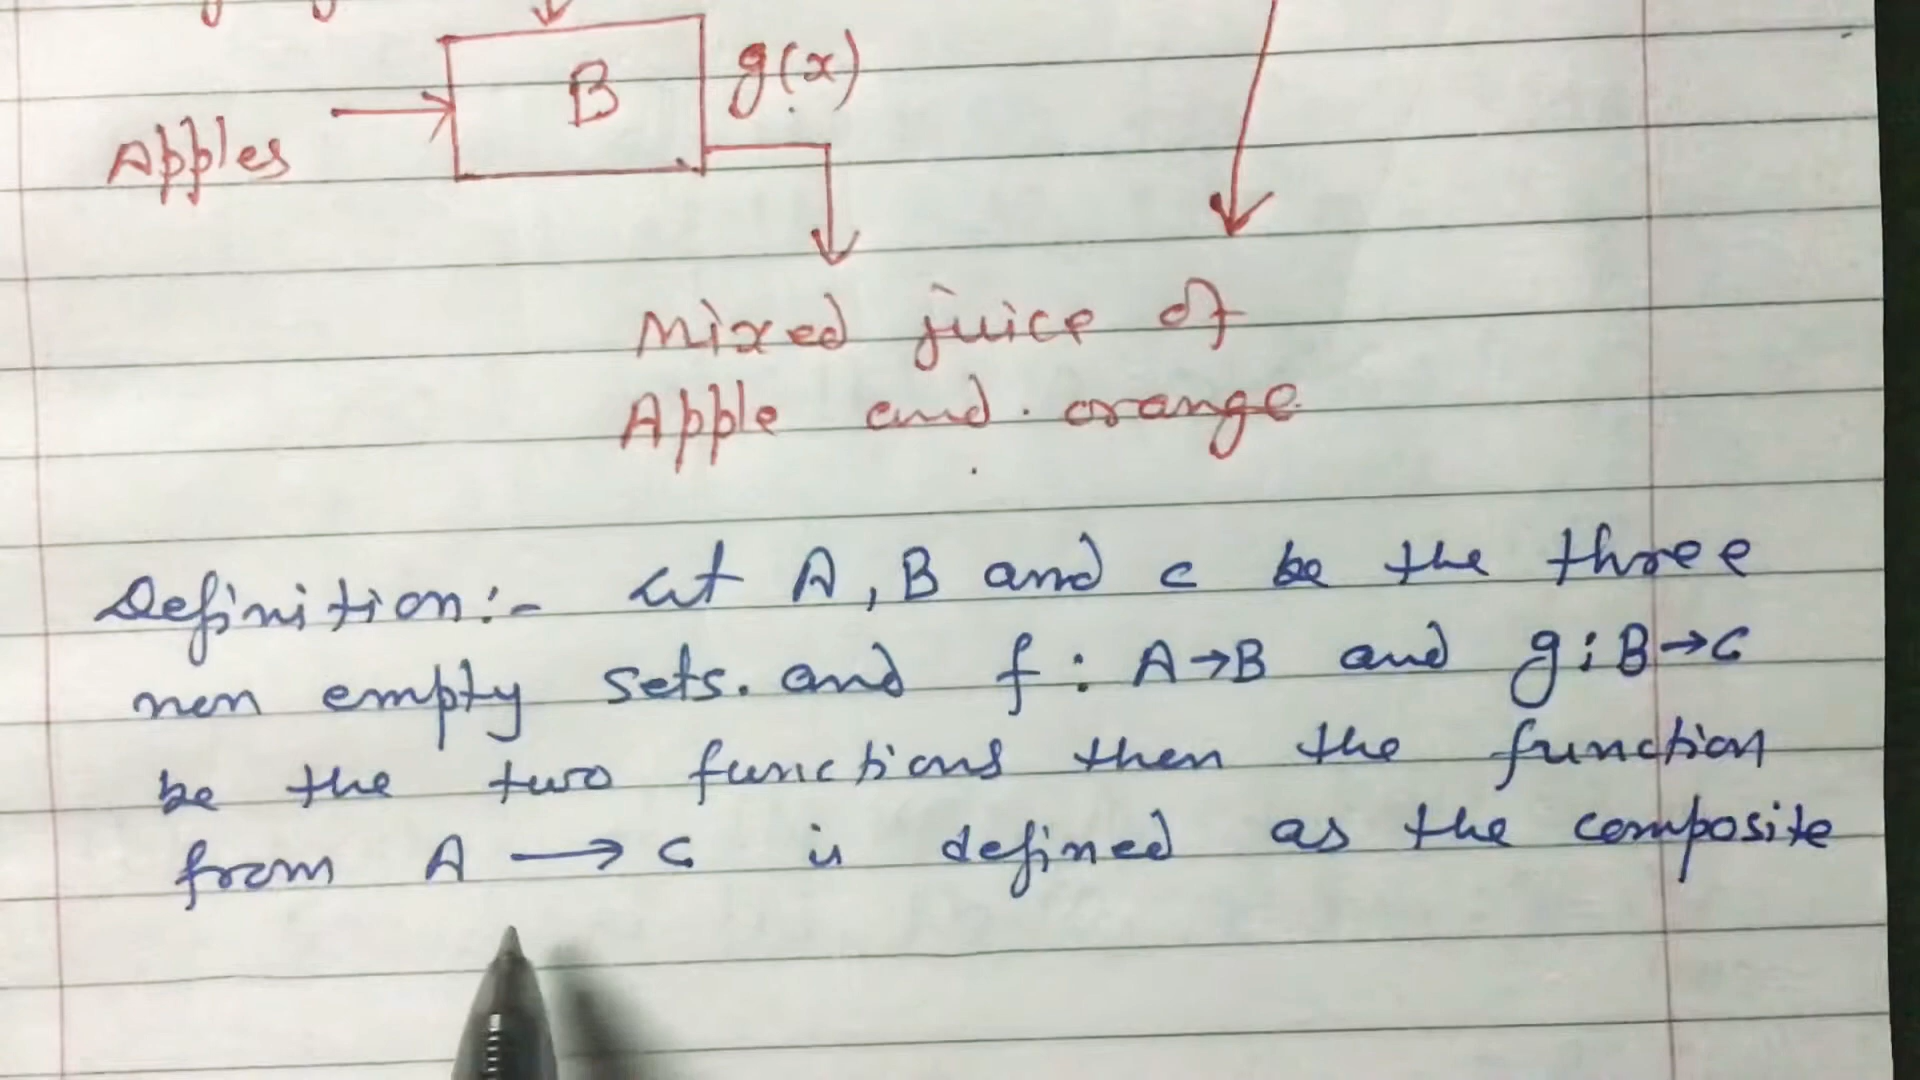 B g(x)
Apples
Mixed juice of
Apple and orange
Definition:- Let A, B and C be the three
non empty sets. and f : A→B and g : B→C
be the two functions then the function
from A → C is defined as the composite